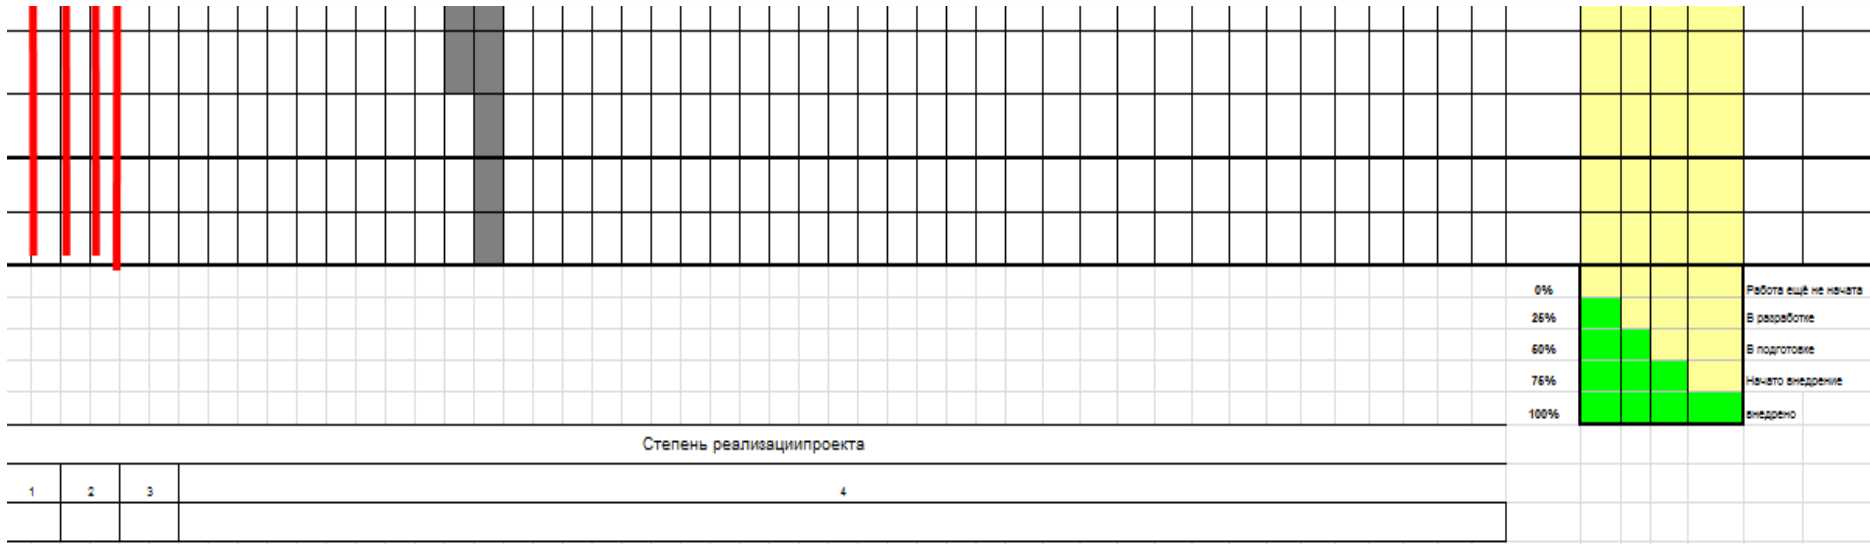 0% Работа ещё не начата
25% В разработке
50% В подготовке
75% Начато внедрение
100% внедрено
Степень реализациипроекта
1 2 3 4